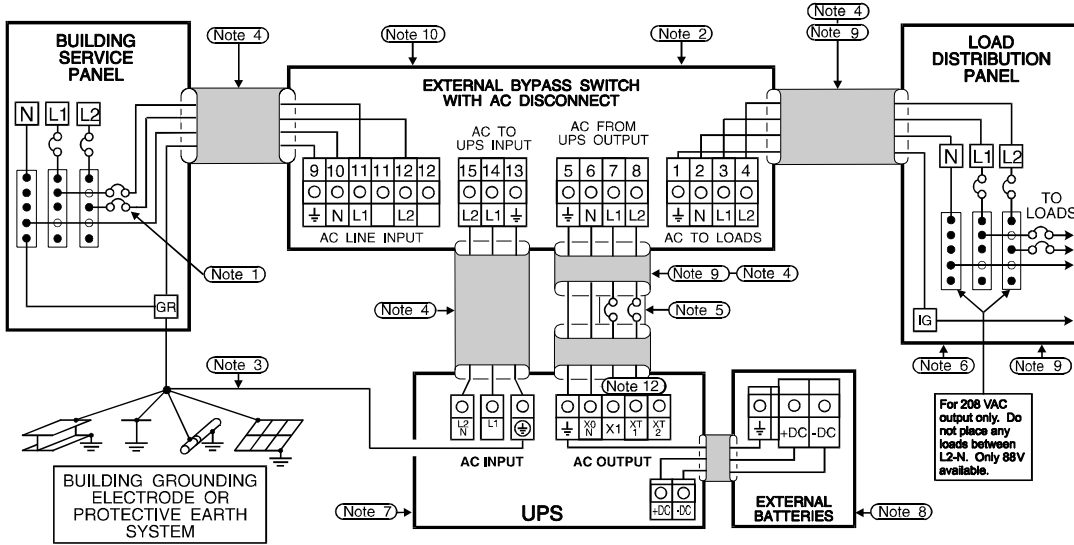 Note 4
Note 10
Note 2
Note 4
Note 9
BUILDING
SERVICE
PANEL
N L1 L2
Note 1
GR
EXTERNAL BYPASS SWITCH
WITH AC DISCONNECT
AC TO
UPS INPUT
AC FROM
UPS OUTPUT
9 10 11 11 12 12
N L1 L2
AC LINE INPUT
15 14 13
L2 L1
5 6 7 8
N L1 L2
1 2 3 4
N L1 L2
AC TO LOADS
LOAD
DISTRIBUTION
PANEL
N L1 L2
TO
LOADS
IG
Note 9 Note 4
Note 4
Note 5
Note 6
Note 9
Note 3
Note 12
L2
N
L1
AC INPUT
X0
N
X1
XT
1
XT
2
AC OUTPUT
+DC -DC
UPS
Note 7
+DC -DC
EXTERNAL
BATTERIES
Note 8
For 208 VAC
output only. Do
not place any
loads between
L2-N. Only 88V
available.
BUILDING GROUNDING
ELECTRODE OR
PROTECTIVE EARTH
SYSTEM